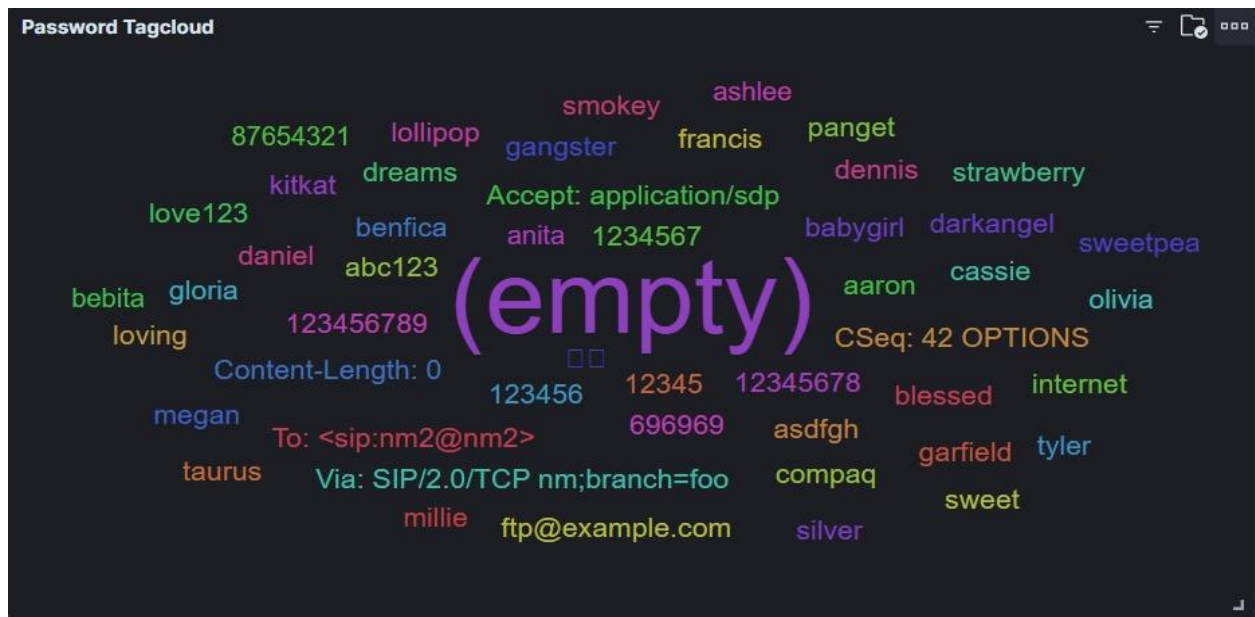 Password Tagcloud
ashlee
smokey
87654321
lollipop
gangster
francis
panget
kitkat
dreams
dennis
strawberry
Accept: application/sdp
love123
benfica
anita
1234567
babygirl
darkangel
sweetpea
daniel
abc123
(empty)
aaron
cassie
bebita
gloria
olivia
loving
123456789
CSeq: 42 OPTIONS
Content-Length: 0
123456
12345
12345678
blessed
internet
megan
To: <sip:nm2@nm2>
696969
asdfgh
garfield
tyler
taurus
Via: SIP/2.0/TCP nm;branch=foo
compaq
sweet
millie
ftp@example.com
silver